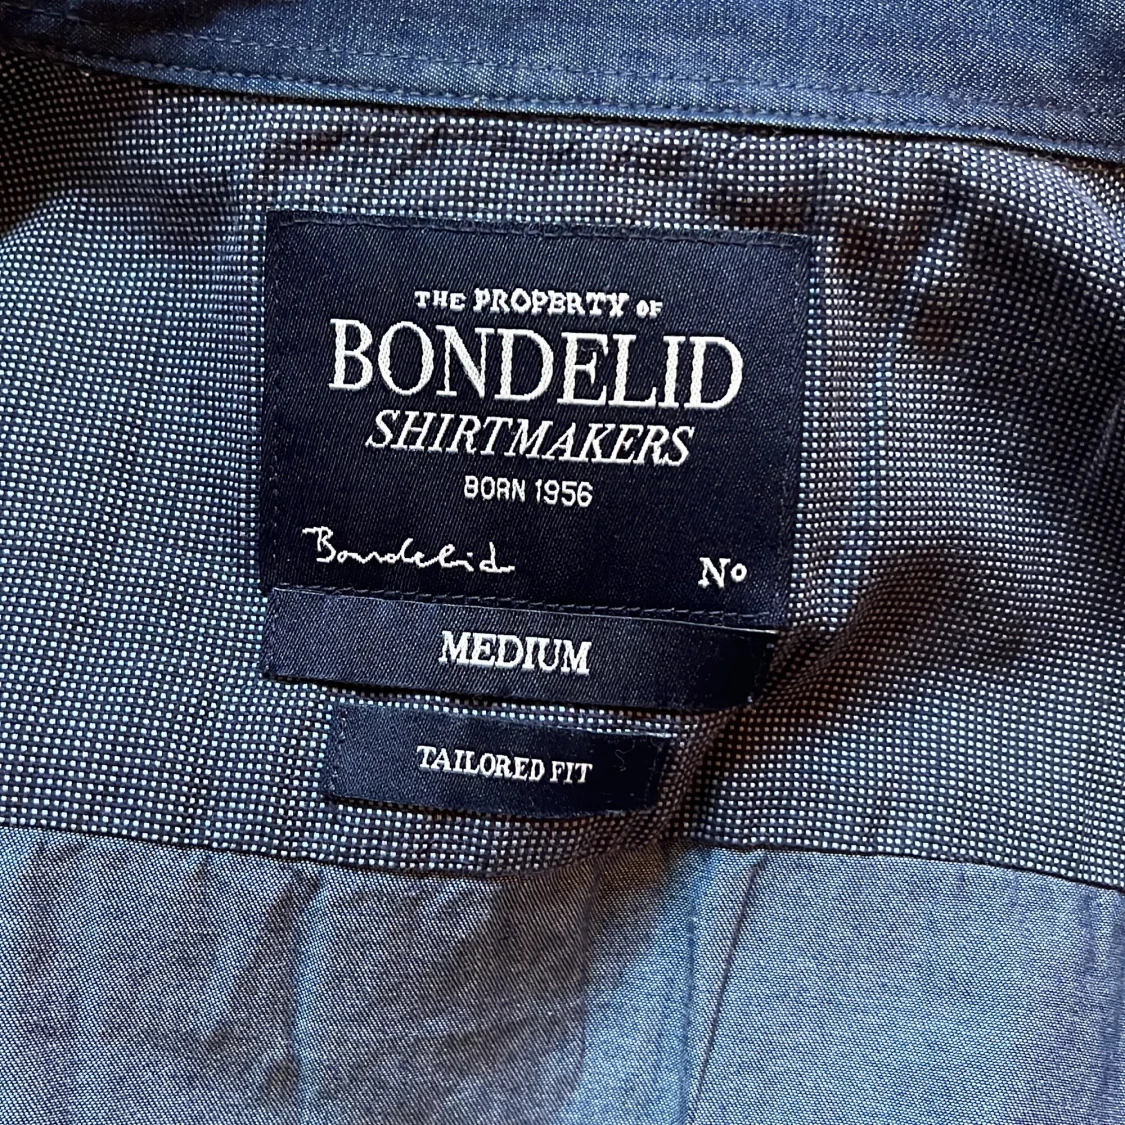 THE PROPERTY OF
BONDELID
SHIRTMAKERS
BORN 1956
Bondelid Nº
MEDIUM
TAILORED FIT